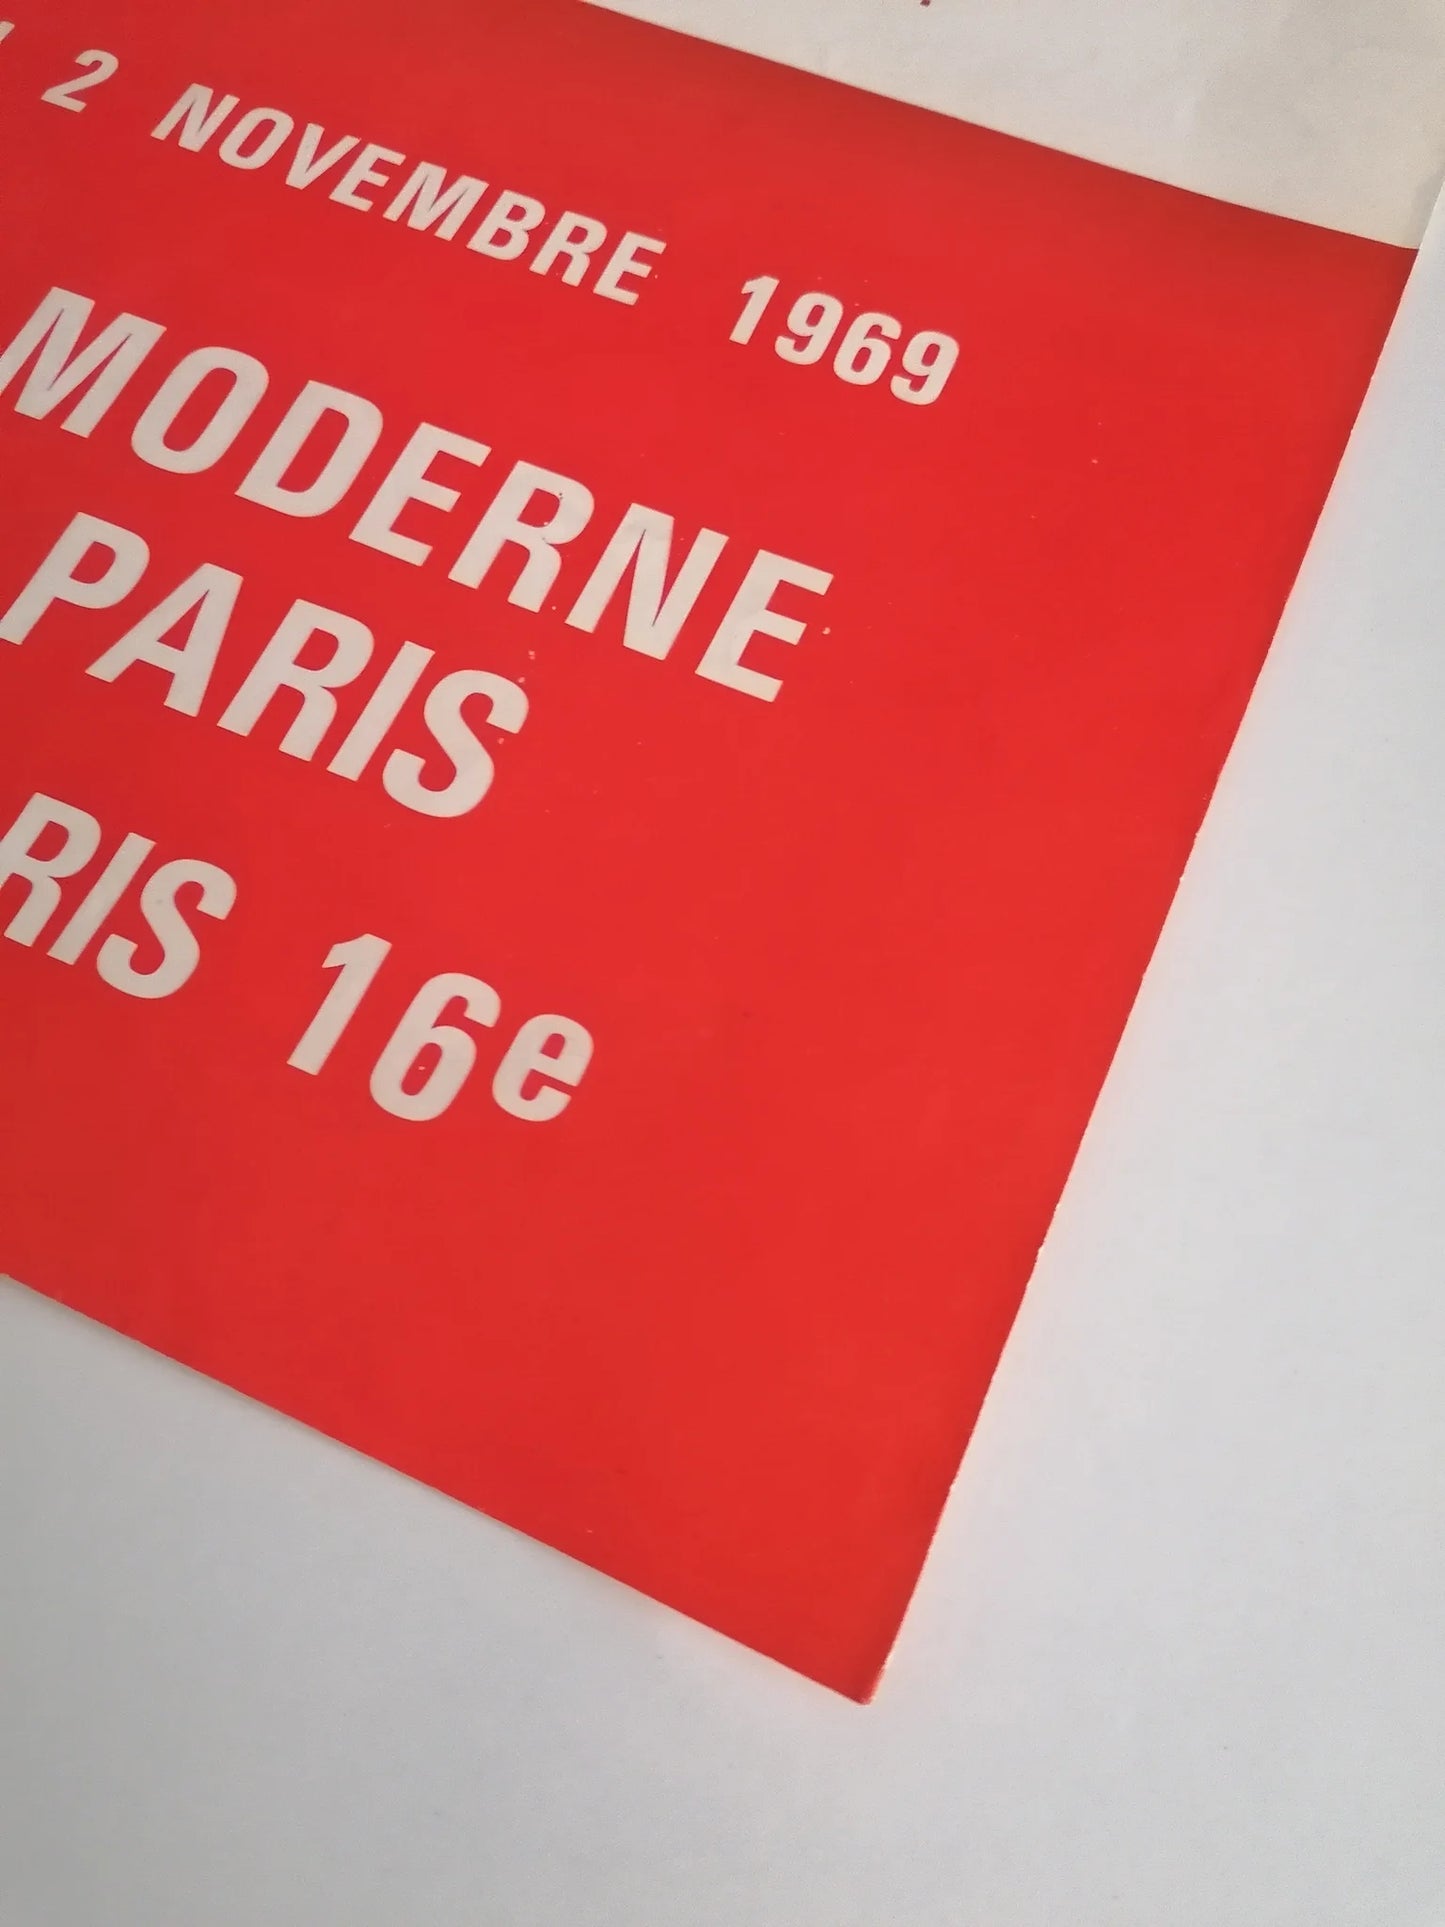 2 NOVEMBRE 1969
MODERNE
PARIS
RIS 16e